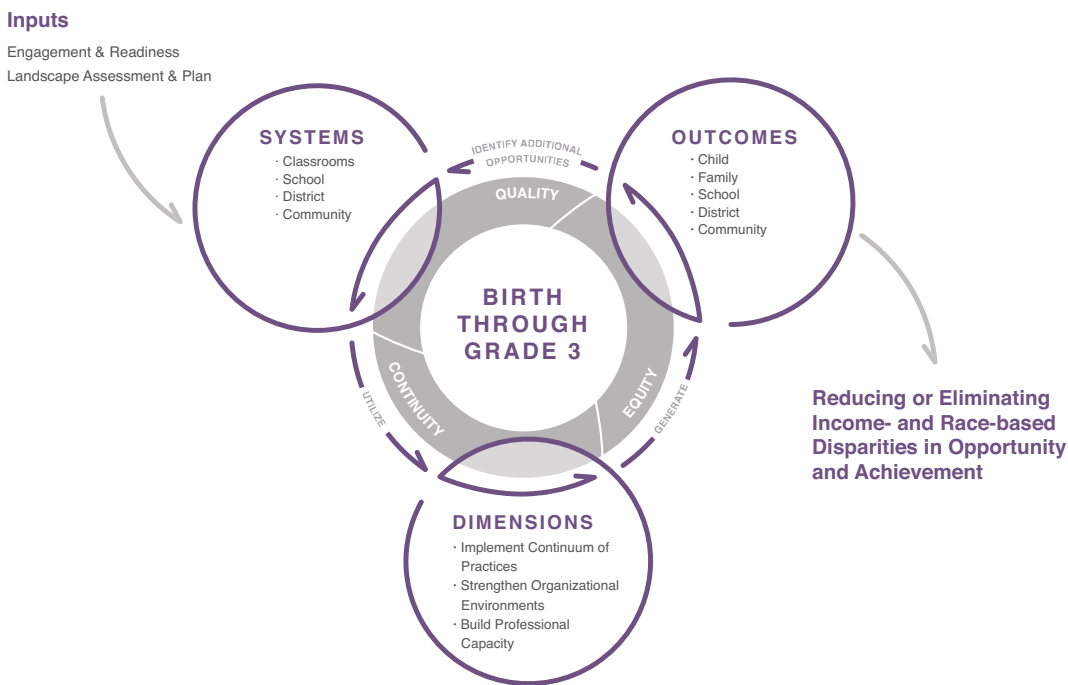 Inputs
Engagement & Readiness
Landscape Assessment & Plan
SYSTEMS
· Classrooms
· School
· District
· Community
IDENTIFY ADDITIONAL
OPPORTUNITIES
OUTCOMES
· Child
· Family
· School
· District
· Community
QUALITY
BIRTH
THROUGH
GRADE 3
CONTINUITY
EQUITY
UTILIZE
GENERATE
Reducing or Eliminating
Income- and Race-based
Disparities in Opportunity
and Achievement
DIMENSIONS
· Implement Continuum of
Practices
· Strengthen Organizational
Environments
· Build Professional
Capacity